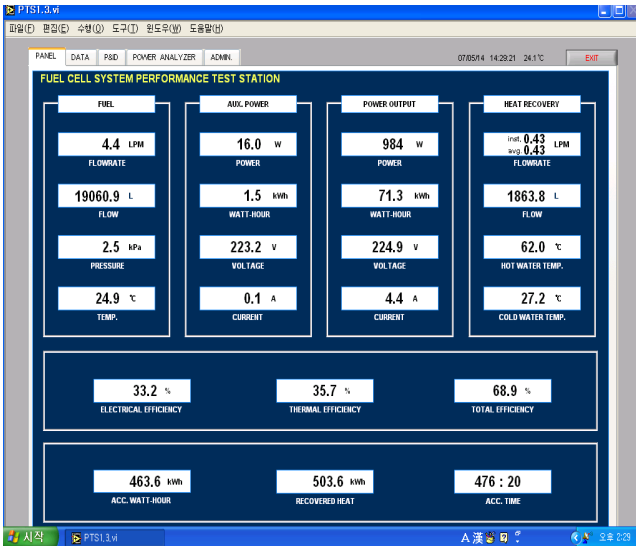 PTS1.3.vi
파일(F) 편집(E) 수행(O) 도구(T) 윈도우(W) 도움말(H)
PANEL DATA P&ID POWER ANALYZER ADMIN. 07/05/14 14:29:21 24.1℃ EXIT
FUEL CELL SYSTEM PERFORMANCE TEST STATION
FUEL AUX. POWER POWER OUTPUT HEAT RECOVERY
4.4 LPM 16.0 W 984 W inst. 0.43 avg. 0.43 LPM
FLOWRATE POWER POWER FLOWRATE
19060.9 L 1.5 kWh 71.3 kWh 1863.8 L
FLOW WATT-HOUR WATT-HOUR FLOW
2.5 kPa 223.2 V 224.9 V 62.0 ℃
PRESSURE VOLTAGE VOLTAGE HOT WATER TEMP.
24.9 ℃ 0.1 A 4.4 A 27.2 ℃
TEMP. CURRENT CURRENT COLD WATER TEMP.
33.2 % 35.7 % 68.9 %
ELECTRICAL EFFICIENCY THERMAL EFFICIENCY TOTAL EFFICIENCY
463.6 kWh 503.6 kWh 476 : 20
ACC. WATT-HOUR RECOVERED HEAT ACC. TIME
시작 PTS1.3.vi A 漢 오후 2:29